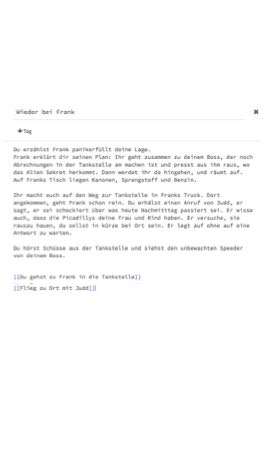 Wieder bei Frank
+Tag
Du erzählst Frank panikerfüllt deine Lage.
Frank erklärt dir seinen Plan: Ihr geht zusammen zu deinem Boss, der noch
Abrechnungen in der Tankstelle am machen ist und presst aus ihm raus, wo
das Alien Sekret herkommt. Dann werdet ihr da hingehen, und räumt auf.
Auf Franks Tisch liegen Kanonen, Sprengstoff und Benzin.
Ihr macht euch auf den Weg zur Tankstelle in Franks Truck. Dort
angekommen, geht Frank schon rein. Du erhälst einen Anruf von Judd, er
sagt, er sei schockiert über was heute Nachmitttag passiert sei. Er wisse
auch, dass die Picadillys deine Frau und Kind haben. Er versuche, sie
rauszu hauen, du sollst in kürze bei Ort sein. Er legt auf ohne auf eine
Antwort zu warten.
Du hörst Schüsse aus der Tankstelle und siehst den unbewachten Speeder
von deinem Boss.
[[Du gehst zu Frank in die Tankstelle]]
[[Flieg zu Ort mit Judd]]